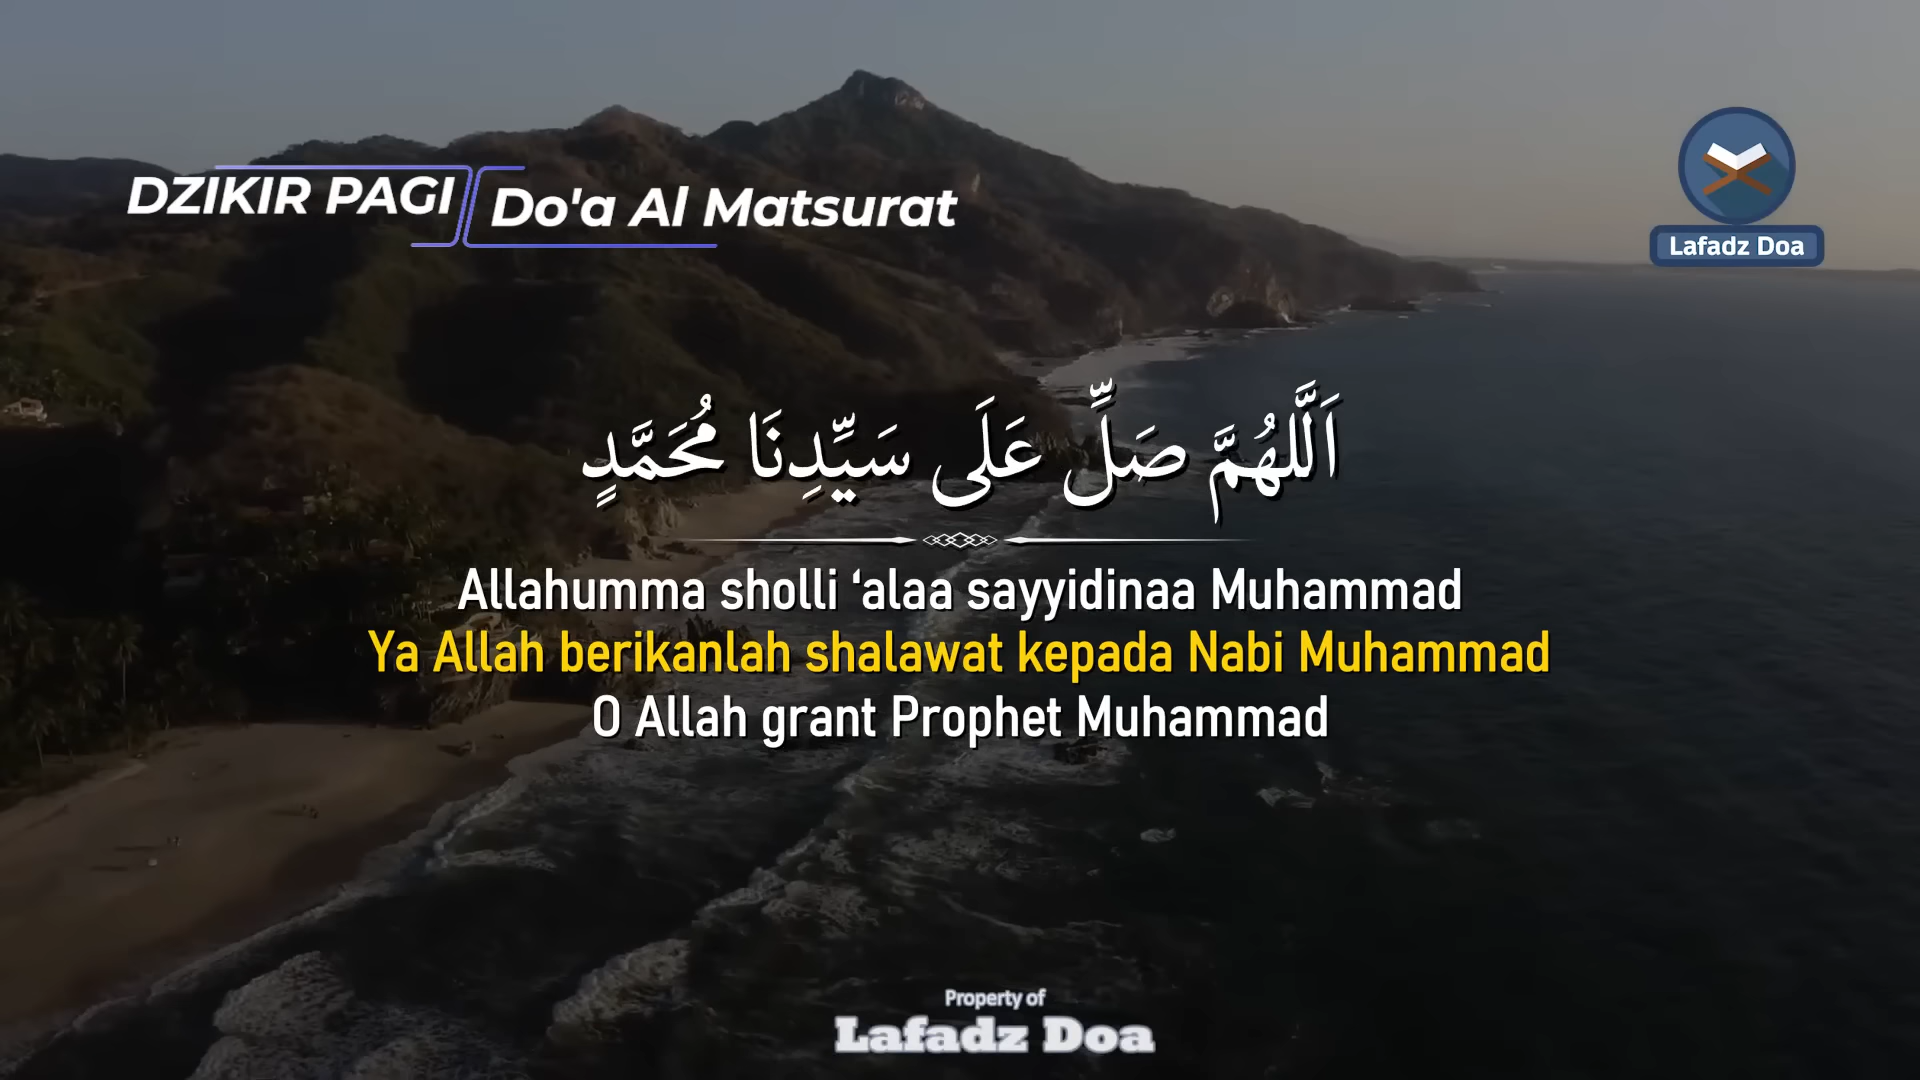 DZIKIR PAGI
Do'a Al Matsurat
Lafadz Doa
اَللَّهُمَّ صَلِّ عَلَى سَيِّدِنَا مُحَمَّدٍ
Allahumma sholli ‘alaa sayyidinaa Muhammad
Ya Allah berikanlah shalawat kepada Nabi Muhammad
O Allah grant Prophet Muhammad
Property of
Lafadz Doa